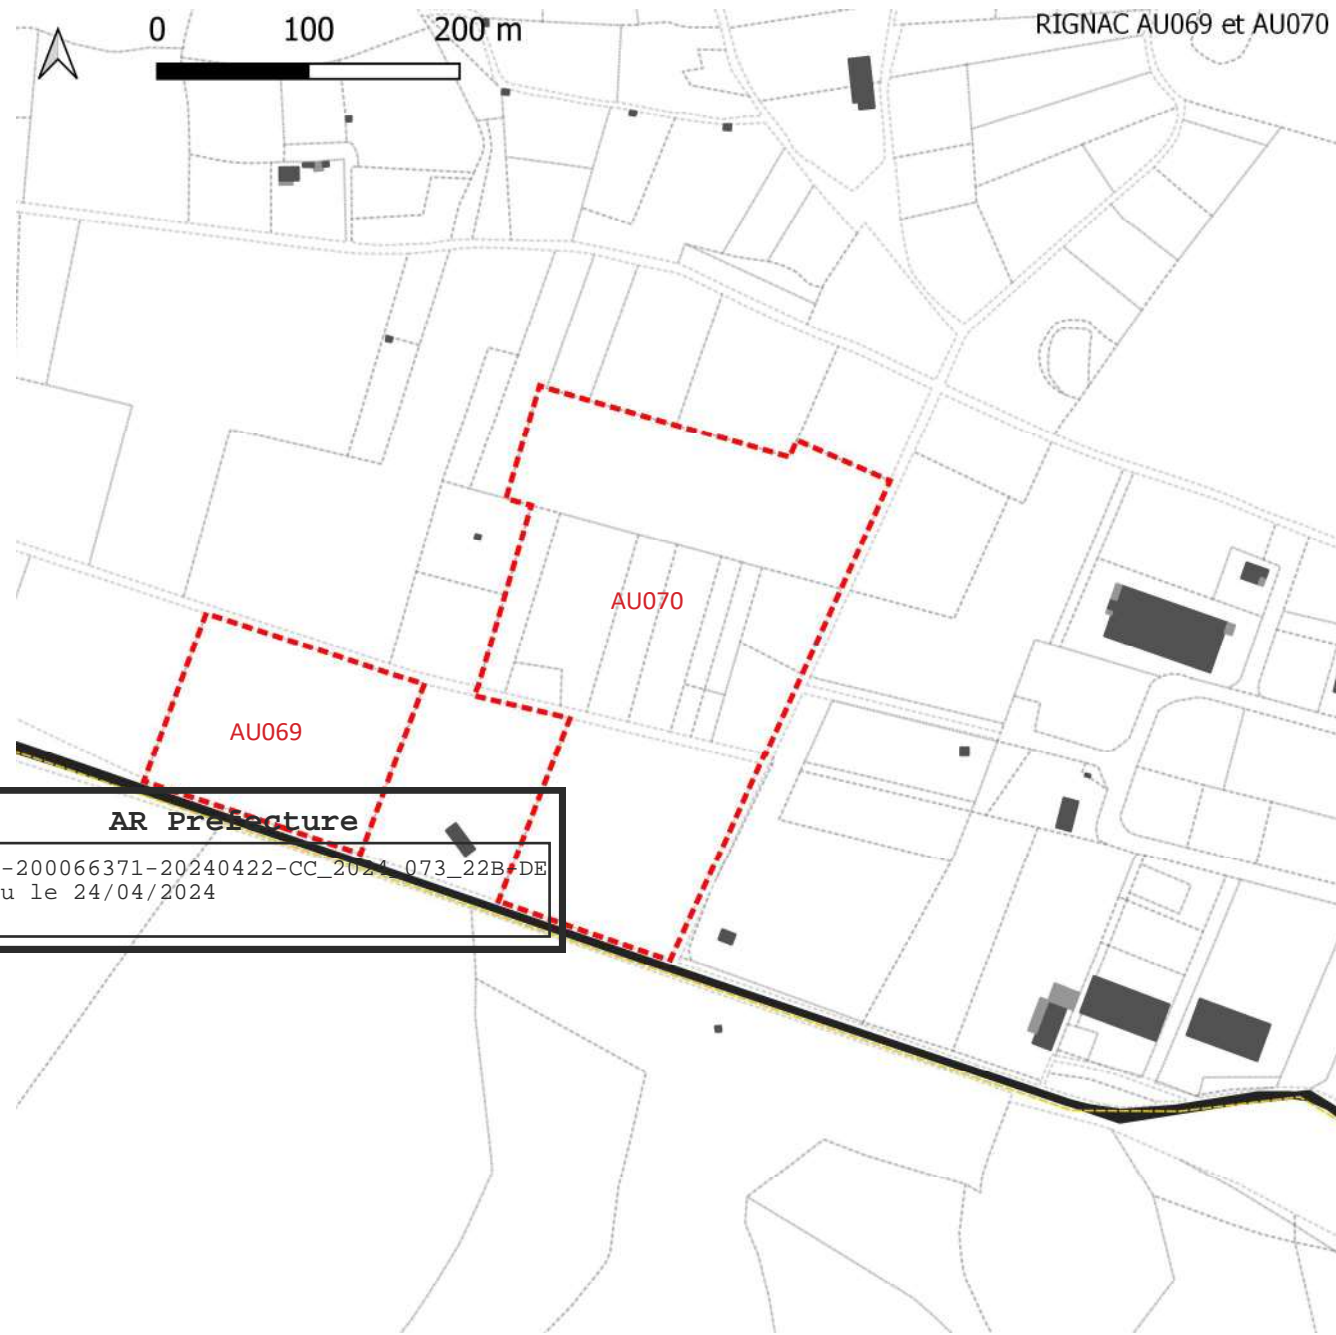 0 100 200 m
RIGNAC AU069 et AU070
AU070
AU069
AR Prefecture
-200066371-20240422-CC_2024_073_22B-DE
u le 24/04/2024